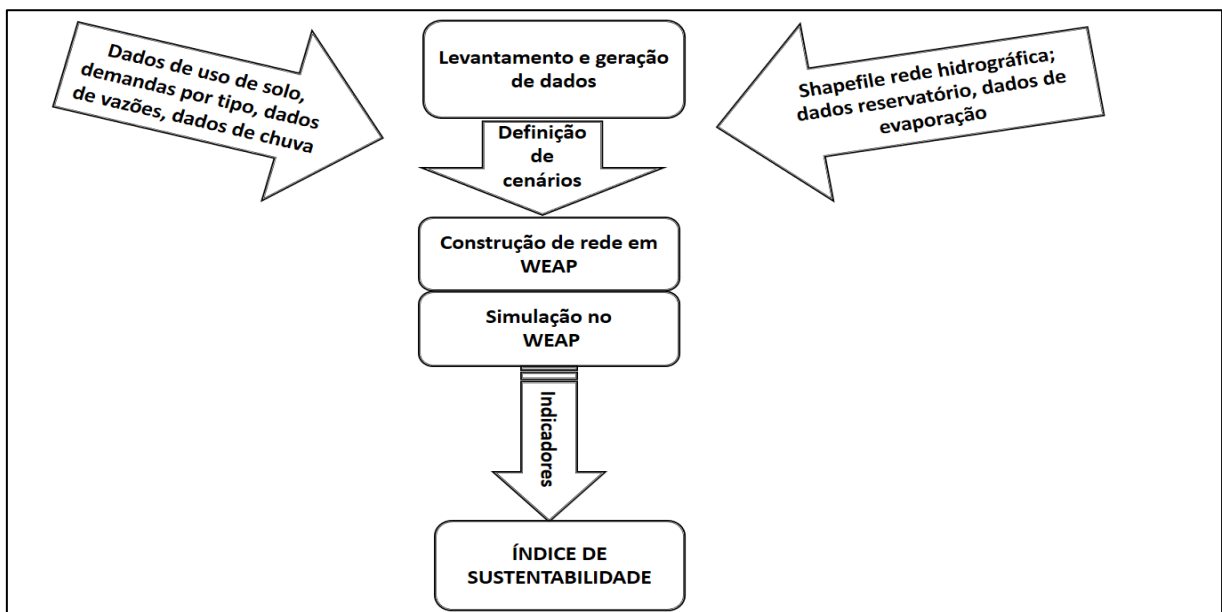 Dados de uso de solo,
demandas por tipo, dados
de vazões, dados de chuva
Levantamento e geração
de dados
Shapefile rede hidrográfica;
dados reservatório, dados de
evaporação
Definição
de
cenários
Construção de rede em
WEAP
Simulação no
WEAP
Indicadores
ÍNDICE DE
SUSTENTABILIDADE